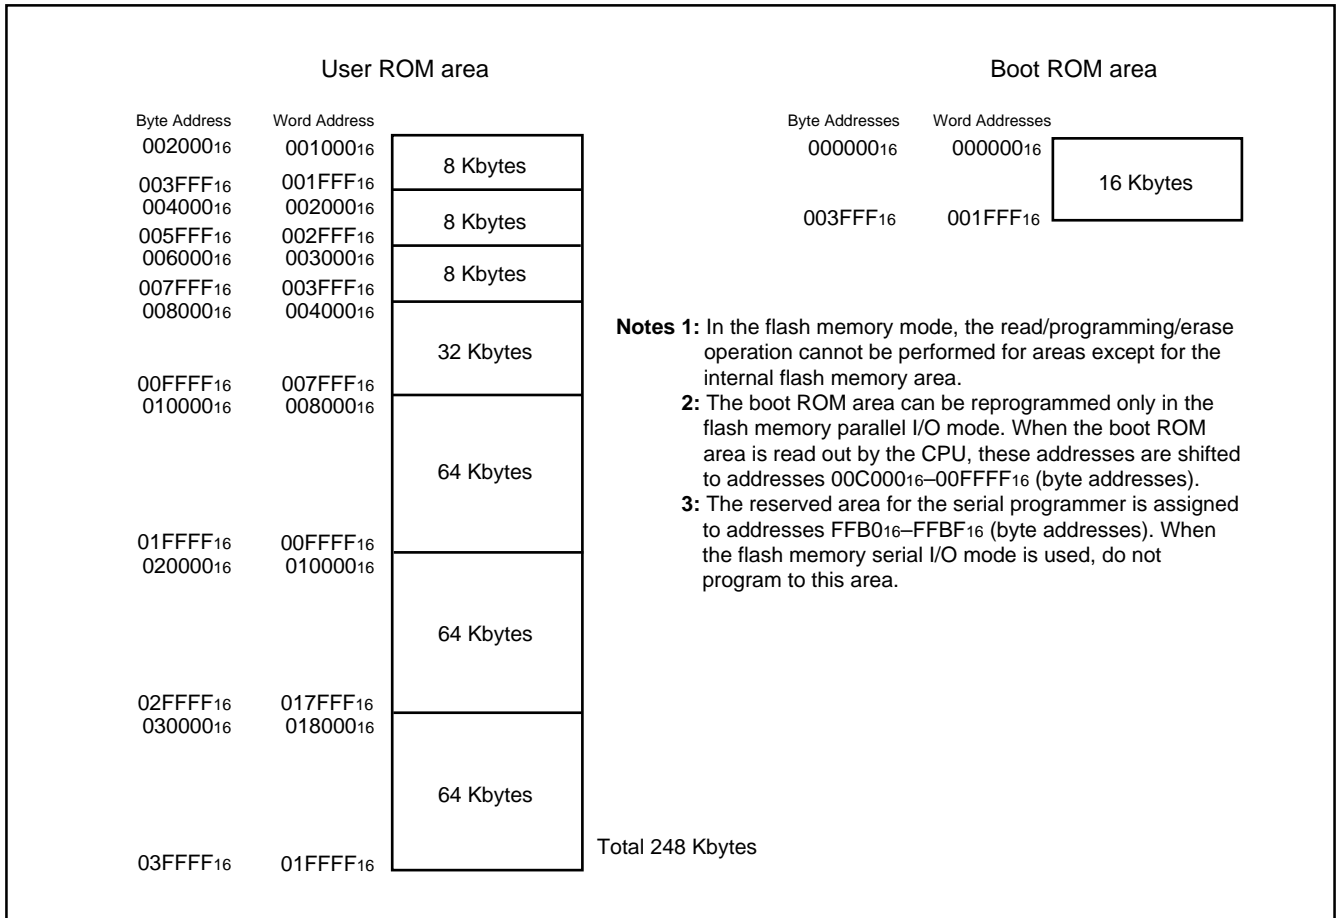 User ROM area
Byte Address Word Address
00200016 00100016
8 Kbytes
003FFF16 001FFF16
00400016 00200016
8 Kbytes
005FFF16 002FFF16
00600016 00300016
8 Kbytes
007FFF16 003FFF16
00800016 00400016
32 Kbytes
00FFFF16 007FFF16
01000016 00800016
64 Kbytes
01FFFF16 00FFFF16
02000016 01000016
64 Kbytes
02FFFF16 017FFF16
03000016 01800016
64 Kbytes
03FFFF16 01FFFF16
Total 248 Kbytes
Boot ROM area
Byte Addresses Word Addresses
00000016 00000016
16 Kbytes
003FFF16 001FFF16
Notes 1: In the flash memory mode, the read/programming/erase
operation cannot be performed for areas except for the
internal flash memory area.
2: The boot ROM area can be reprogrammed only in the
flash memory parallel I/O mode. When the boot ROM
area is read out by the CPU, these addresses are shifted
to addresses 00C00016–00FFFF16 (byte addresses).
3: The reserved area for the serial programmer is assigned
to addresses FFB016–FFBF16 (byte addresses). When
the flash memory serial I/O mode is used, do not
program to this area.